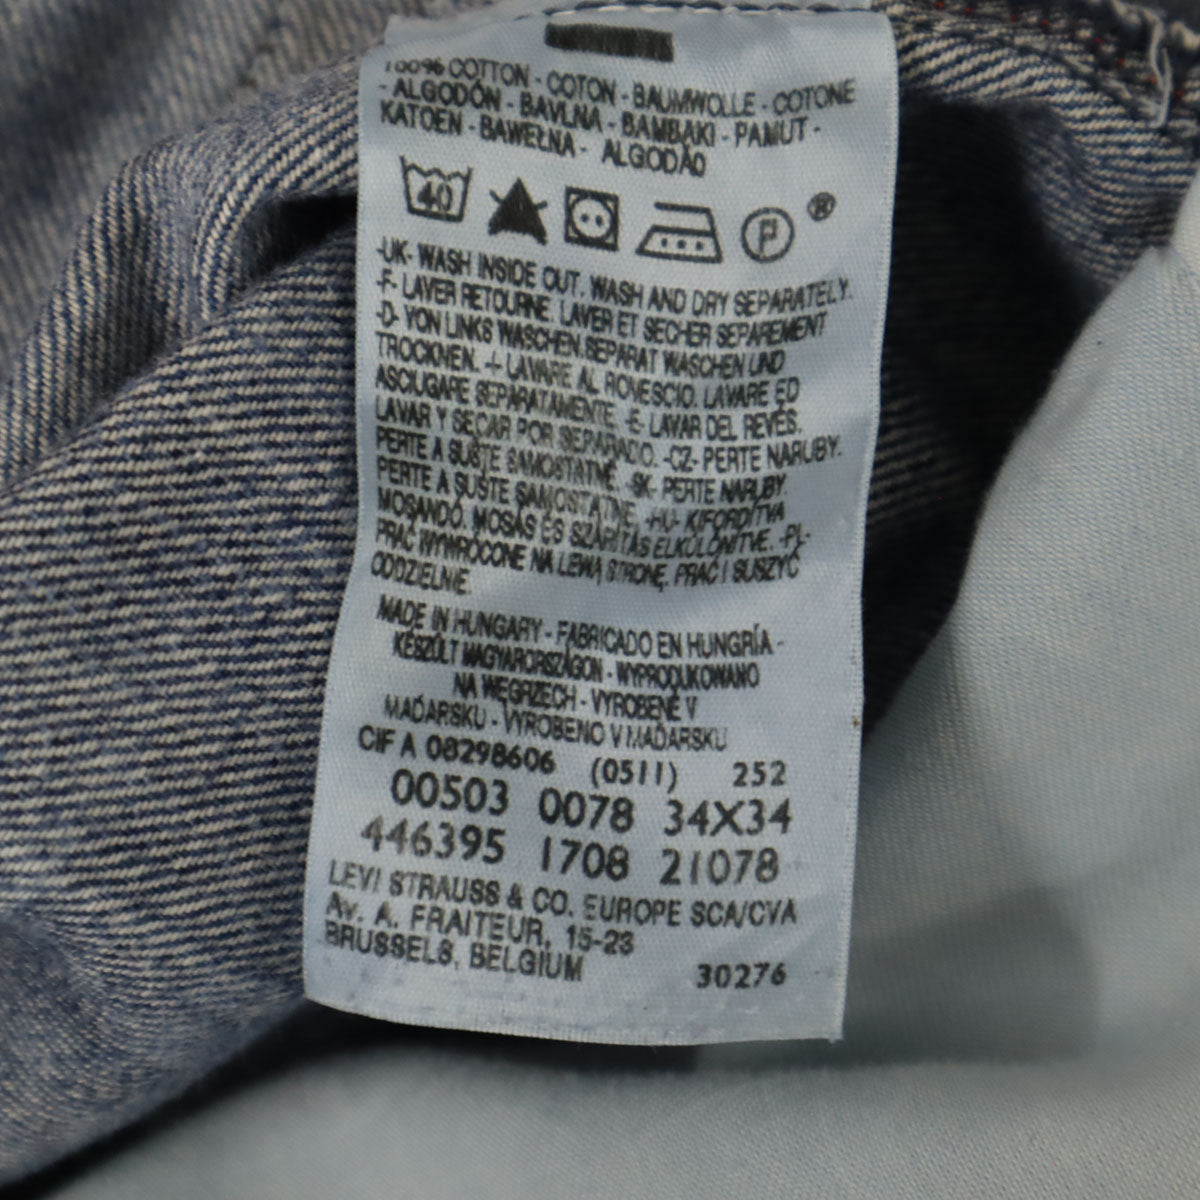 100% COTTON - COTON - BAUMWOLLE - COTONE
- ALGODÓN - BAVLNA - BAMBAKI - PAMUT -
KATOEN - BAWEŁNA - ALGODÃO
40 P ®
-UK- WASH INSIDE OUT. WASH AND DRY SEPARATELY.
-F- LAVER RETOURNE. LAVER ET SECHER SEPAREMENT
-D- VON LINKS WASCHEN. SEPARAT WASCHEN UND
TROCKNEN. -I- LAVARE AL ROVESCIO. LAVARE ED
ASCIUGARE SEPARATAMENTE. -E- LAVAR DEL REVÉS.
LAVAR Y SECAR POR SEPARADO. -CZ- PERTE NARUBY.
PERTE A SUŠTE SAMOSTATNĚ. -SK- PERTE NARUBY.
PERTE A SUŠTE SAMOSTATNE. -HU- KIFORDÍTVA
MOSANDÓ. MOSÁS ÉS SZÁRÍTÁS ELKÜLÖNÍTVE. -PL-
PRAĆ WYWRÓCONE NA LEWĄ STRONĘ, PRAĆ I SUSZYĆ
ODDZIELNIE.
MADE IN HUNGARY - FABRICADO EN HUNGRÍA -
KÉSZÜLT MAGYARORSZÁGON - WYPRODUKOWANO
NA WĘGRZECH - VYROBENÉ V
MAĎARSKU - VYROBENO V MAĎARSKU
CIF A 08298606 (0511) 252
00503 0078 34X34
446395 1708 21078
LEVI STRAUSS & CO. EUROPE SCA/CVA
Av. A. FRAITEUR, 15-23
BRUSSELS, BELGIUM 30276